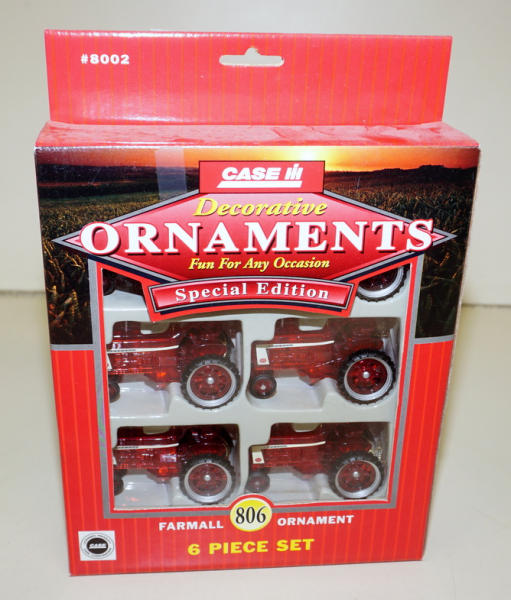 #8002
CASE IH
Decorative
ORNAMENTS
Fun For Any Occasion
Special Edition
FARMALL 806 ORNAMENT
6 PIECE SET
CASE